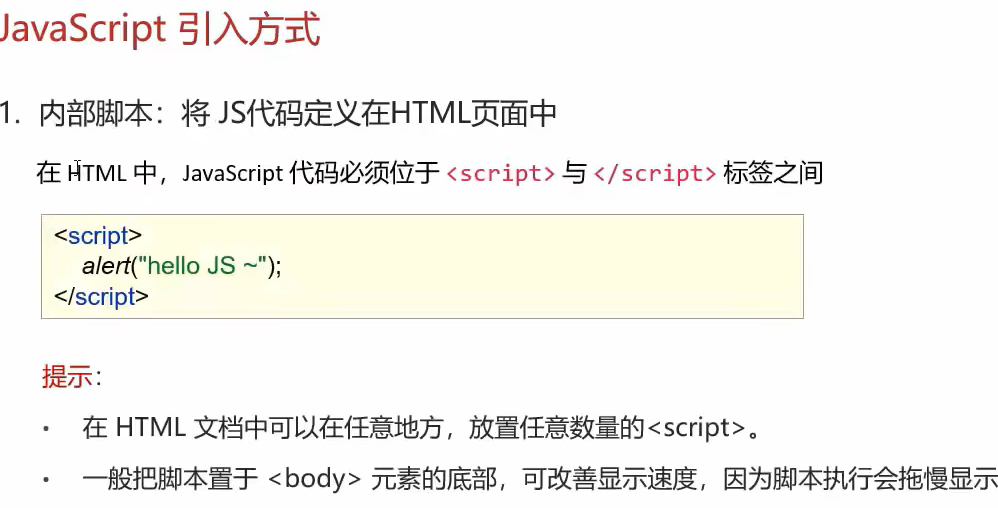 JavaScript 引入方式
1. 内部脚本：将 JS代码定义在HTML页面中
在 HTML 中，JavaScript 代码必须位于 <script> 与 </script> 标签之间
<script>
alert("hello JS ~");
</script>
提示：
• 在 HTML 文档中可以在任意地方，放置任意数量的<script>。
• 一般把脚本置于 <body> 元素的底部，可改善显示速度，因为脚本执行会拖慢显示